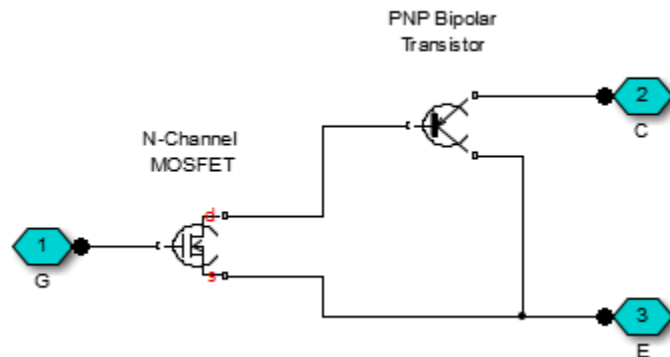 PNP Bipolar
Transistor
2
C
N-Channel
MOSFET
d
1
G
s
3
E